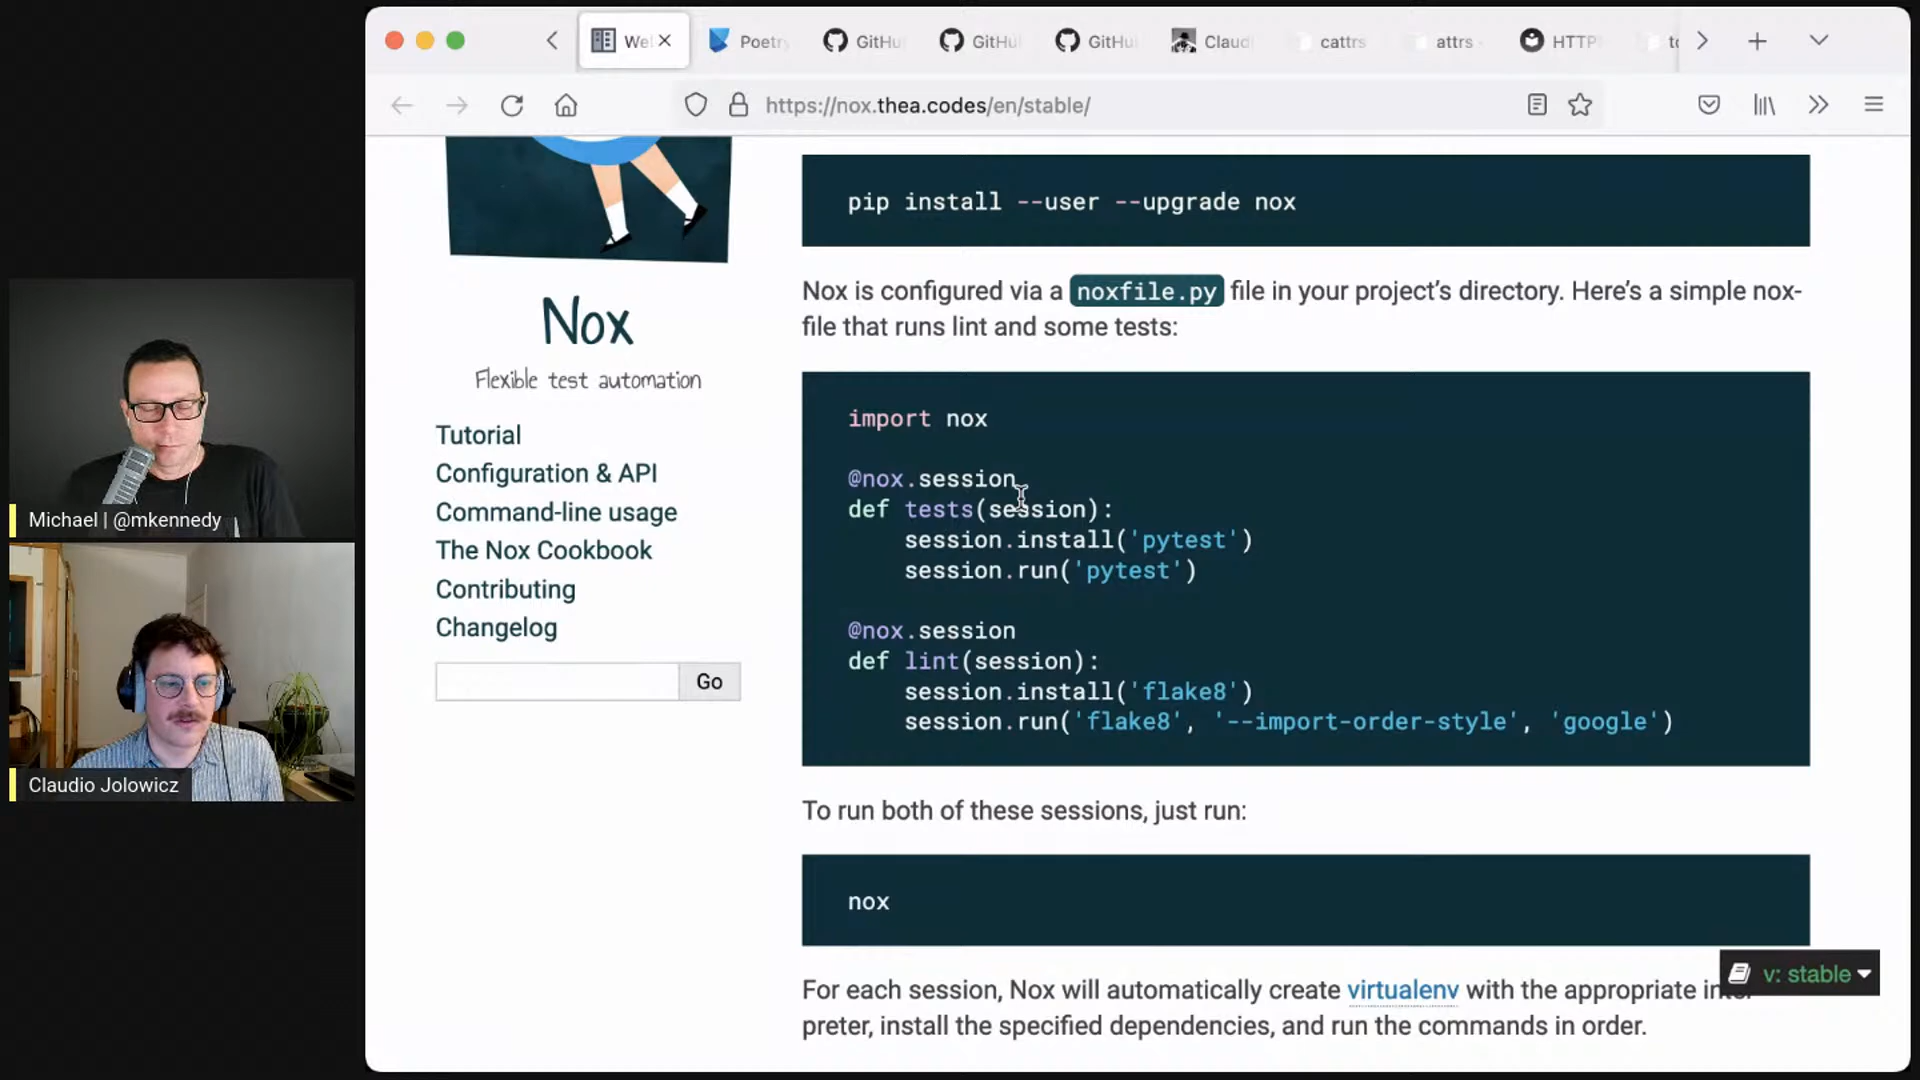 Wel
Poetry
GitHu
GitHu
GitHu
Claudi
cattrs
attrs -
HTTP
https://nox.thea.codes/en/stable/
pip install --user --upgrade nox
Nox is configured via a noxfile.py file in your project’s directory. Here’s a simple nox-
file that runs lint and some tests:
Nox
Flexible test automation
Tutorial
Configuration & API
Command-line usage
The Nox Cookbook
Contributing
Changelog
Go
import nox
@nox.session
def tests(session):
session.install('pytest')
session.run('pytest')
@nox.session
def lint(session):
session.install('flake8')
session.run('flake8', '--import-order-style', 'google')
To run both of these sessions, just run:
nox
For each session, Nox will automatically create virtualenv with the appropriate inter-
preter, install the specified dependencies, and run the commands in order.
v: stable
Michael | @mkennedy
Claudio Jolowicz